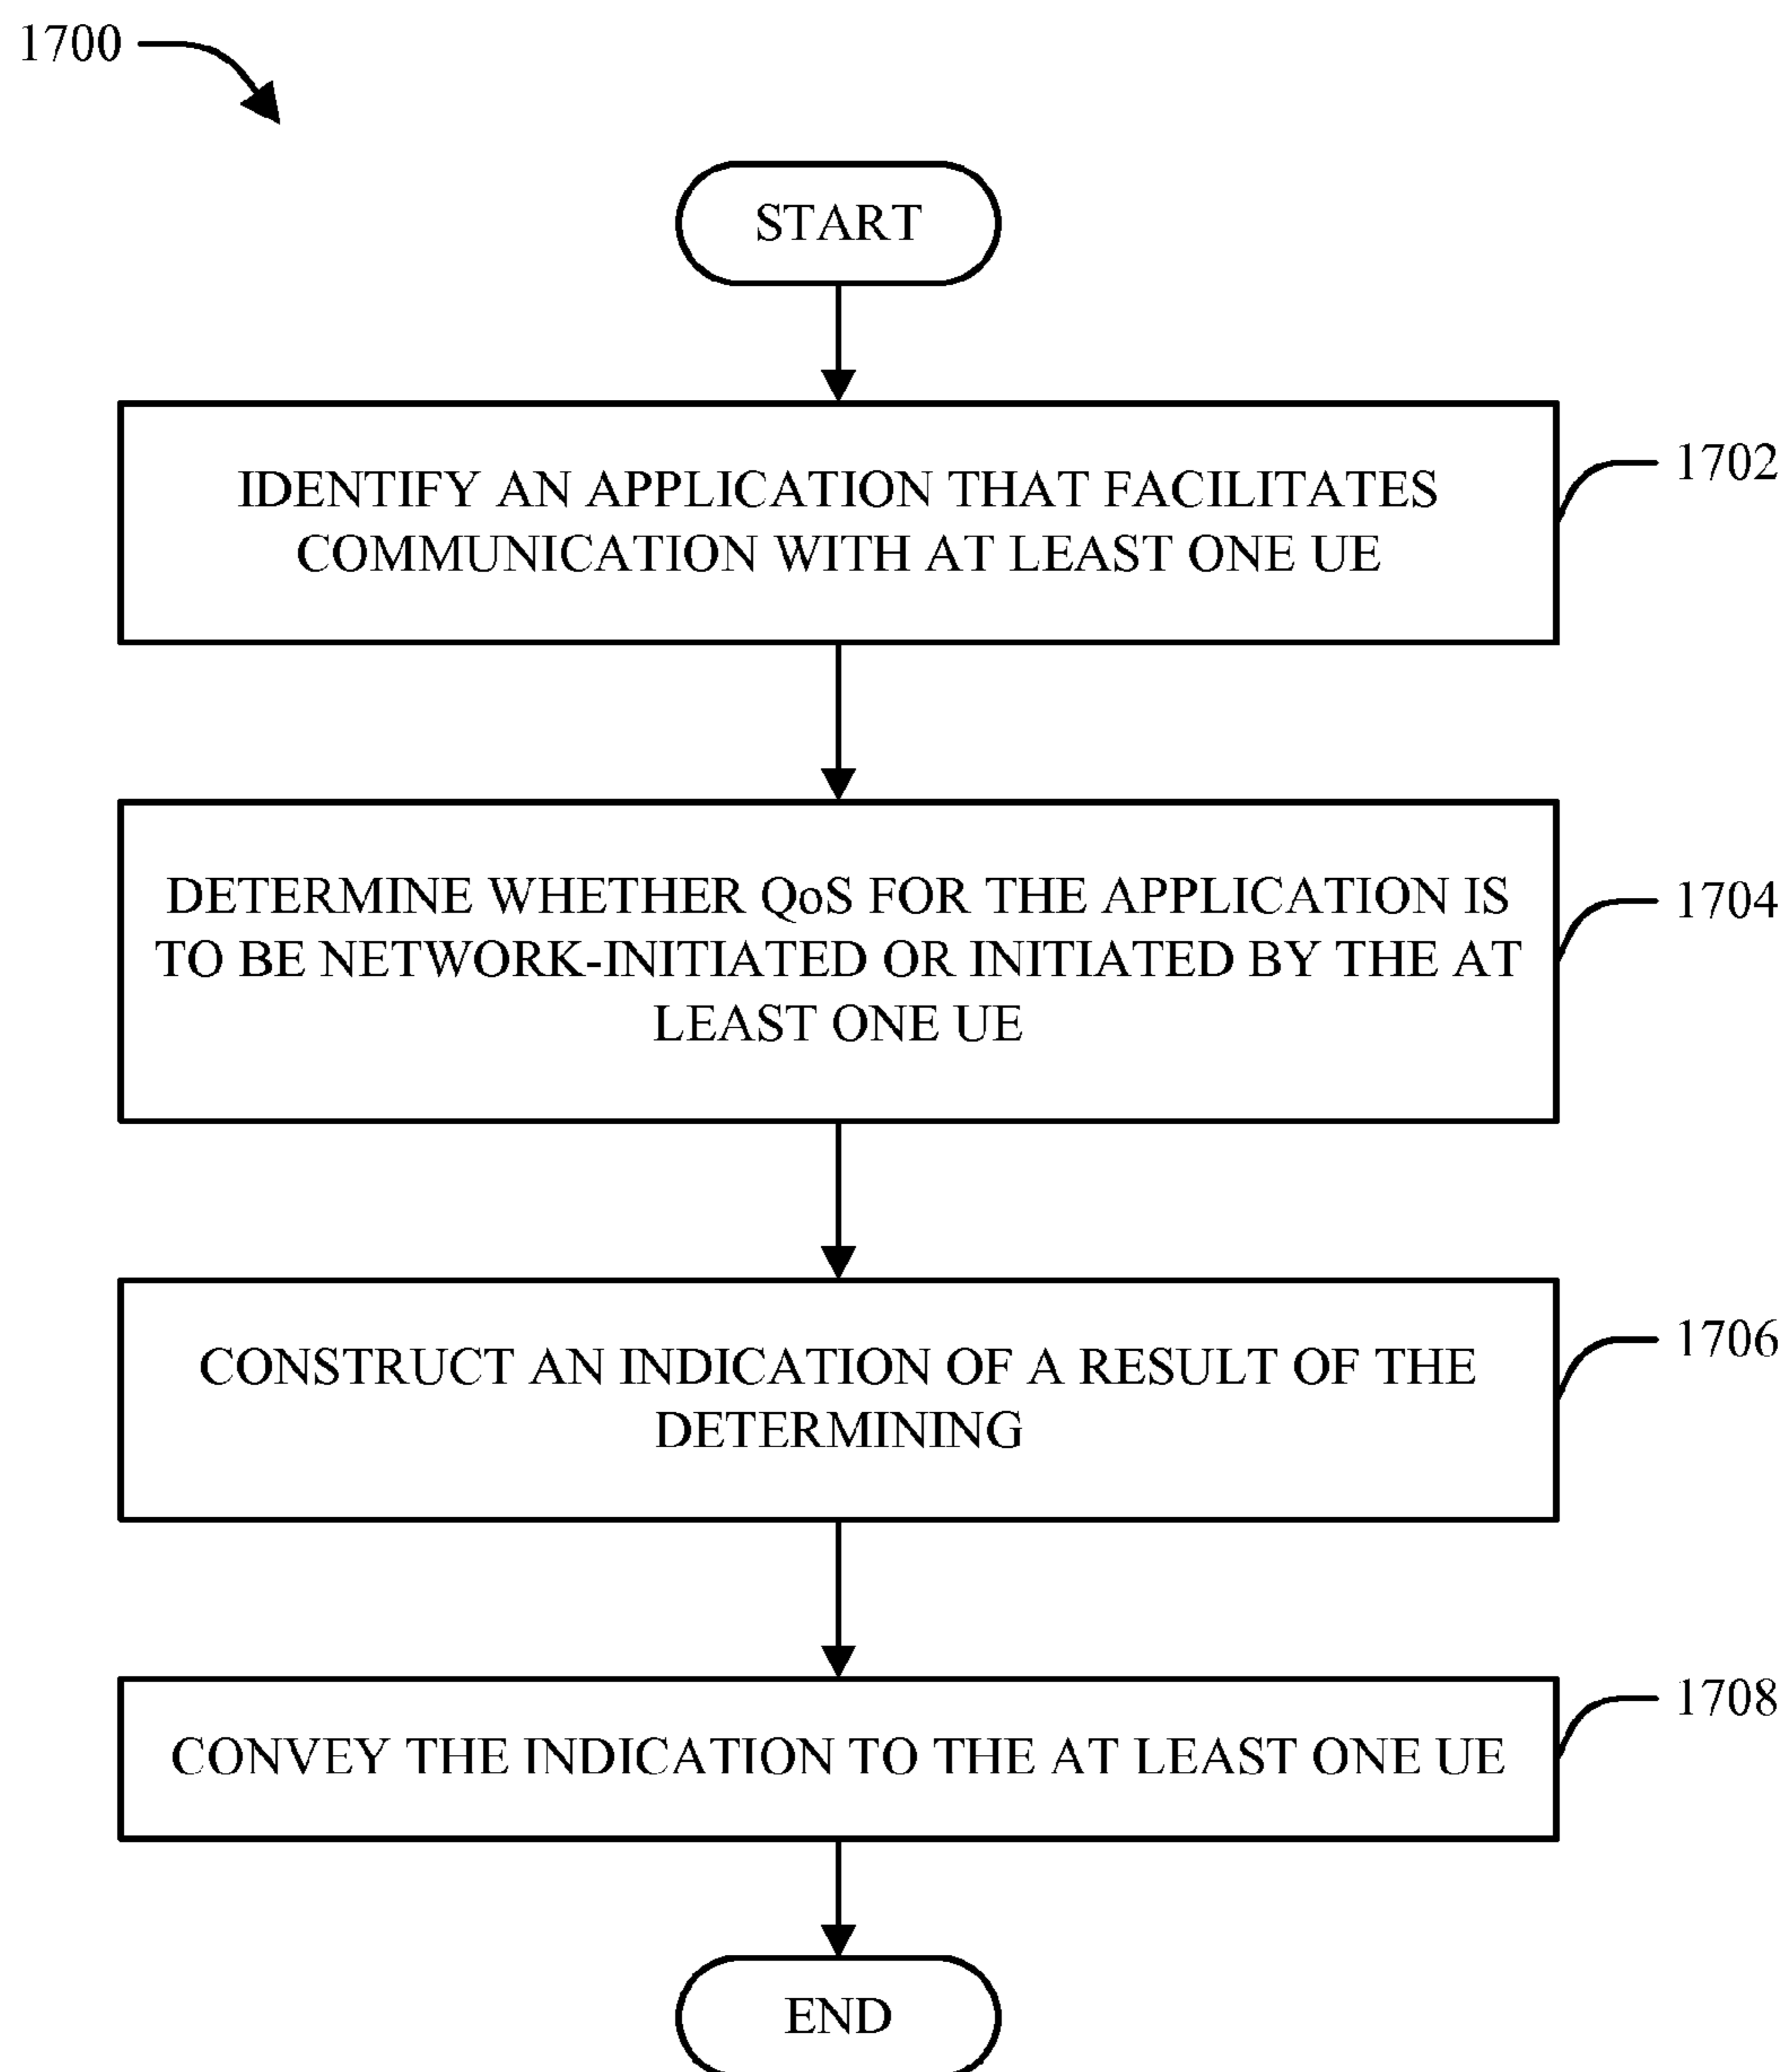 1700
START
IDENTIFY AN APPLICATION THAT FACILITATES
COMMUNICATION WITH AT LEAST ONE UE
1702
DETERMINE WHETHER QoS FOR THE APPLICATION IS
TO BE NETWORK-INITIATED OR INITIATED BY THE AT
LEAST ONE UE
1704
CONSTRUCT AN INDICATION OF A RESULT OF THE
DETERMINING
1706
CONVEY THE INDICATION TO THE AT LEAST ONE UE
1708
END